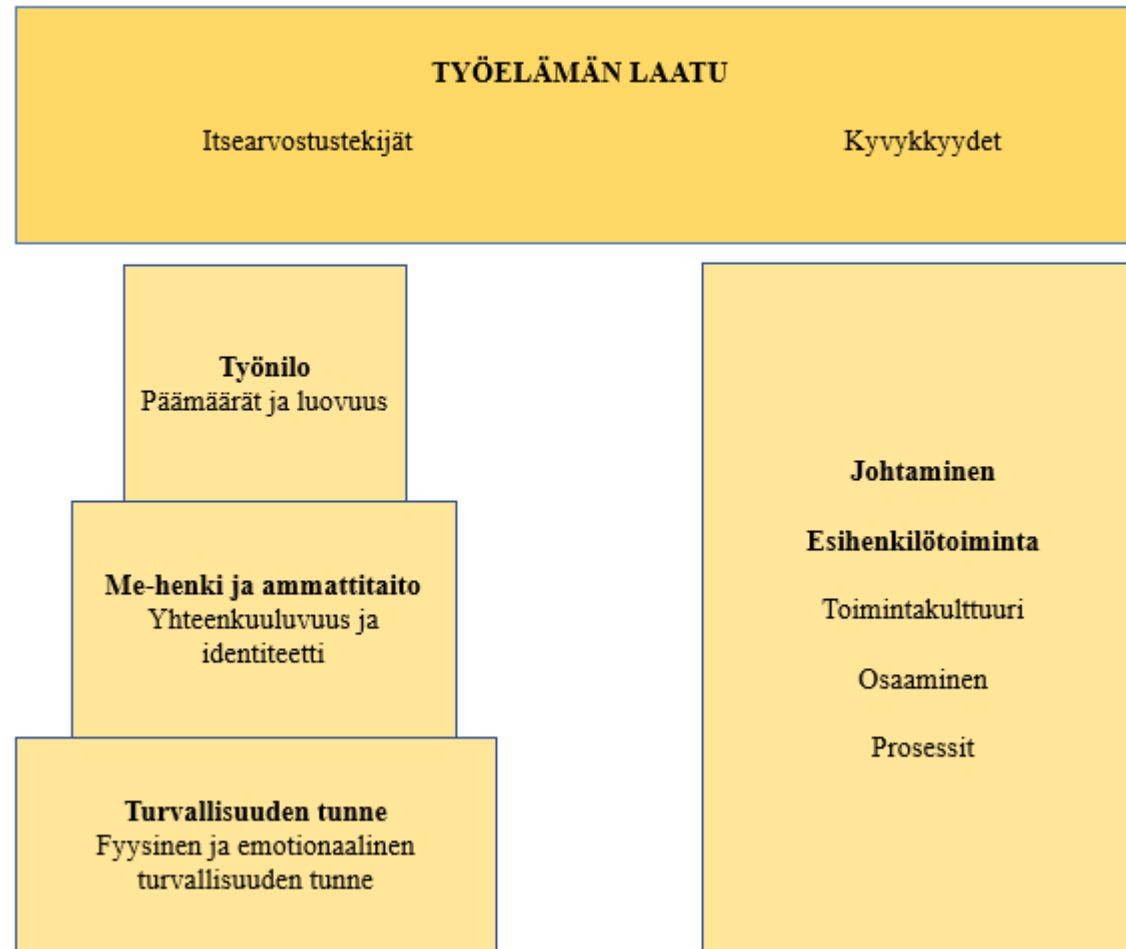 TYÖELÄMÄN LAATU
Itsearvostustekijät
Kyvykkyydet
Työnilo
Päämäärät ja luovuus
Me-henki ja ammattitaito
Yhteenkuuluvuus ja
identiteetti
Turvallisuuden tunne
Fyysinen ja emotionaalinen
turvallisuuden tunne
Johtaminen
Esihenkilötoiminta
Toimintakulttuuri
Osaaminen
Prosessit